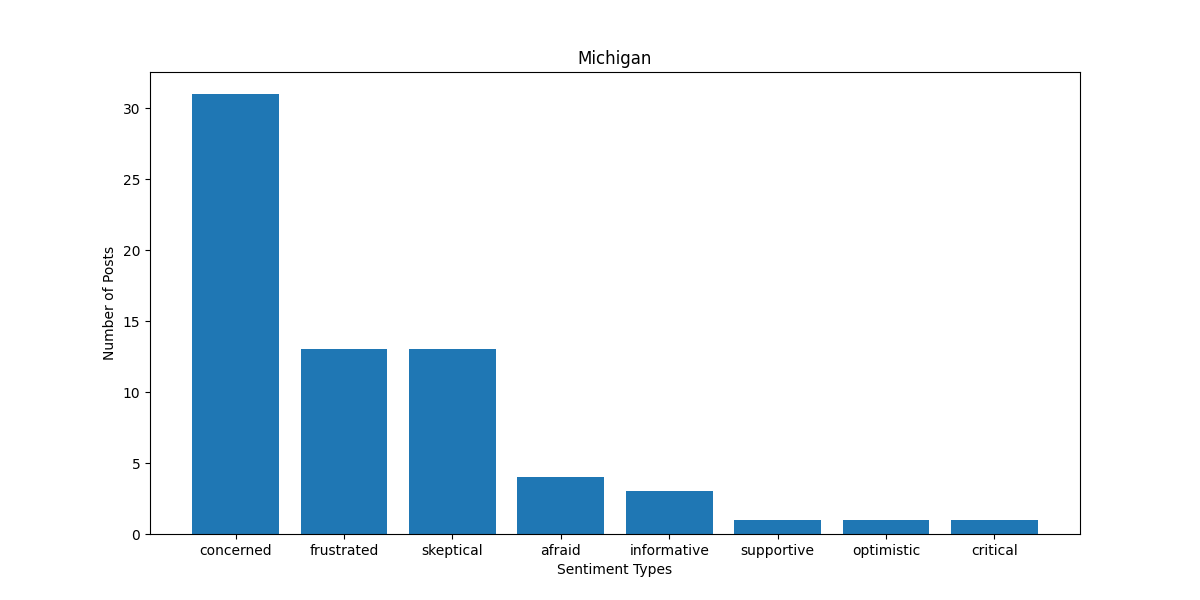 Michigan
Number of Posts
30
25
20
15
10
5
0
concerned frustrated skeptical afraid informative supportive optimistic critical
Sentiment Types